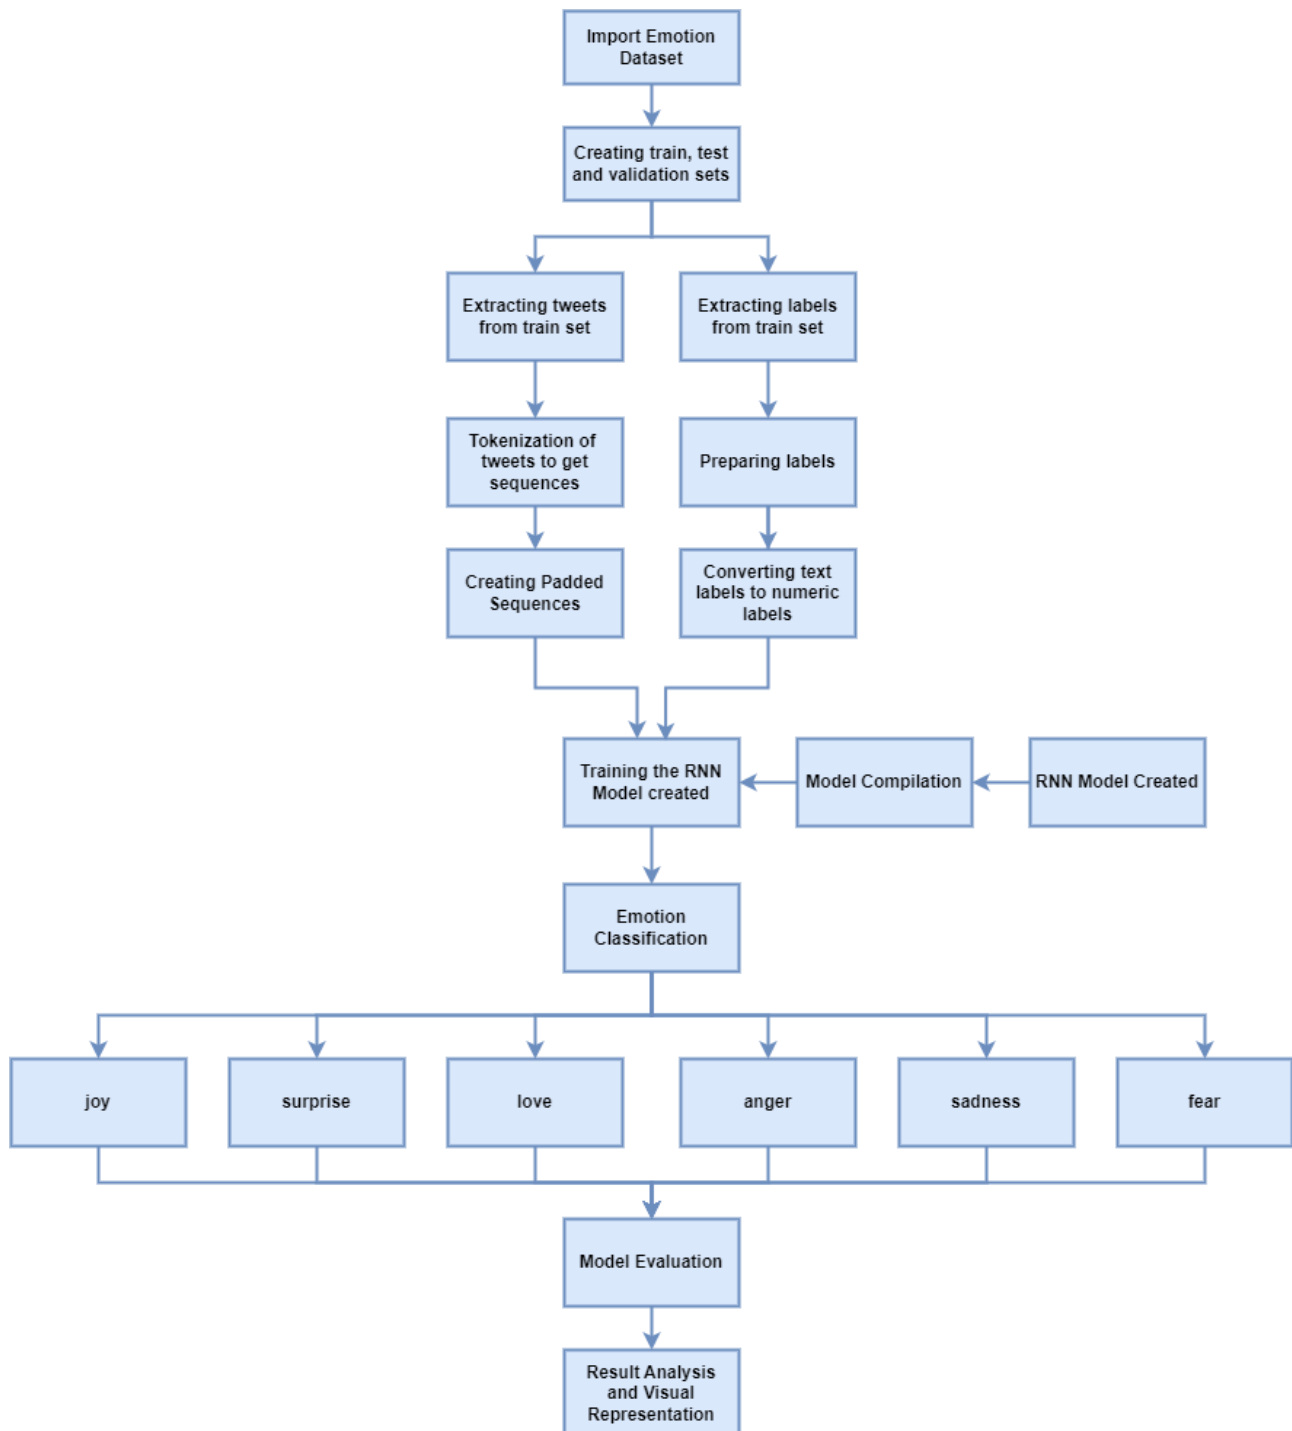 Import Emotion
Dataset
Creating train, test
and validation sets
Extracting tweets
from train set
Extracting labels
from train set
Tokenization of
tweets to get
sequences
Preparing labels
Creating Padded
Sequences
Converting text
labels to numeric
labels
Training the RNN
Model created
Model Compilation
RNN Model Created
Emotion
Classification
joy
surprise
love
anger
sadness
fear
Model Evaluation
Result Analysis
and Visual
Representation